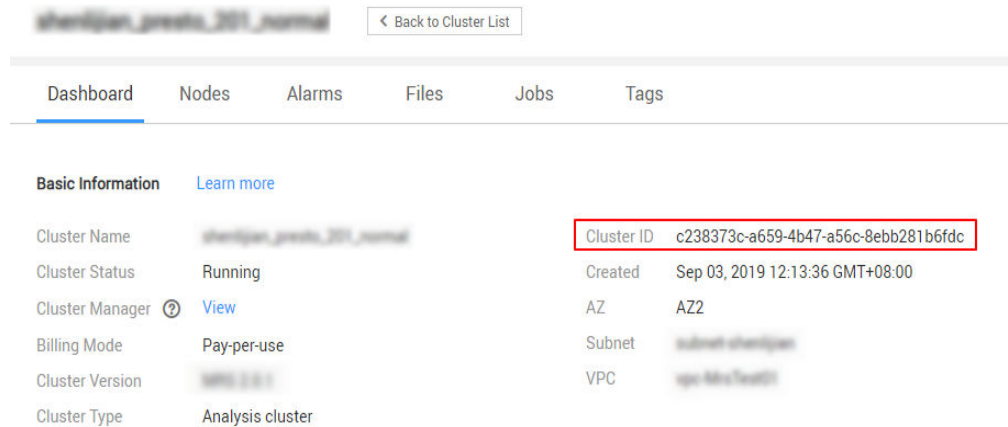 Back to Cluster List
Dashboard Nodes Alarms Files Jobs Tags
Basic Information Learn more
Cluster Name
Cluster ID c238373c-a659-4b47-a56c-8ebb281b6fdc
Cluster Status Running
Created Sep 03, 2019 12:13:36 GMT+08:00
Cluster Manager ? View
AZ AZ2
Billing Mode Pay-per-use
Subnet
Cluster Version
VPC
Cluster Type Analysis cluster